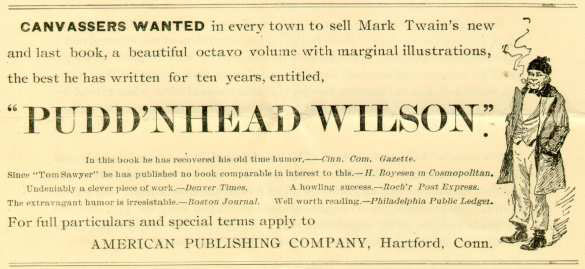 CANVASSERS WANTED in every town to sell Mark Twain's new
and last book, a beautiful octavo volume with marginal illustrations,
the best he has written for ten years, entitled,
"PUDD'NHEAD WILSON."
In this book he has recovered his old time humor,——Cinn. Com. Gazette.
Since "Tom Sawyer" he has published no book comparable in interest to this.—H. Boyesen in Cosmopolitan.
Undeniably a clever piece of work.—Denver Times. A howling success.—Roch'r Post Express.
The extravagant humor is irresistable.—Boston Journal. Well worth reading.—Philadelphia Public Ledger.
For full particulars and special terms apply to
AMERICAN PUBLISHING COMPANY, Hartford, Conn.